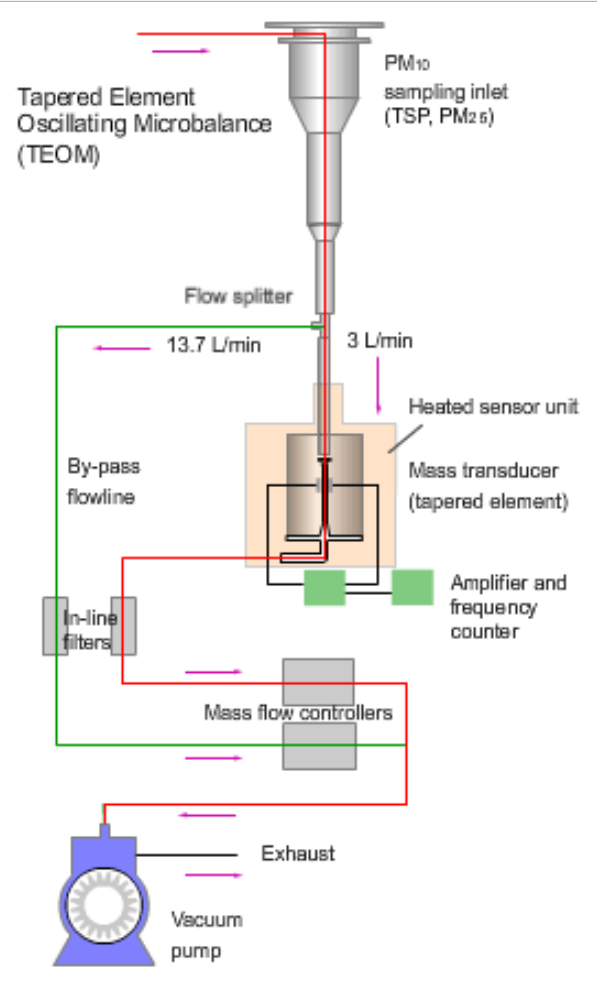 PM10
sampling inlet
(TSP, PM2.5)
Tapered Element
Oscillating Microbalance
(TEOM)
Flow splitter
13.7 L/min
3 L/min
Heated sensor unit
By-pass
flowline
Mass transducer
(tapered element)
Amplifier and
frequency
counter
In-line
filters
Mass flow controllers
Exhaust
Vacuum
pump